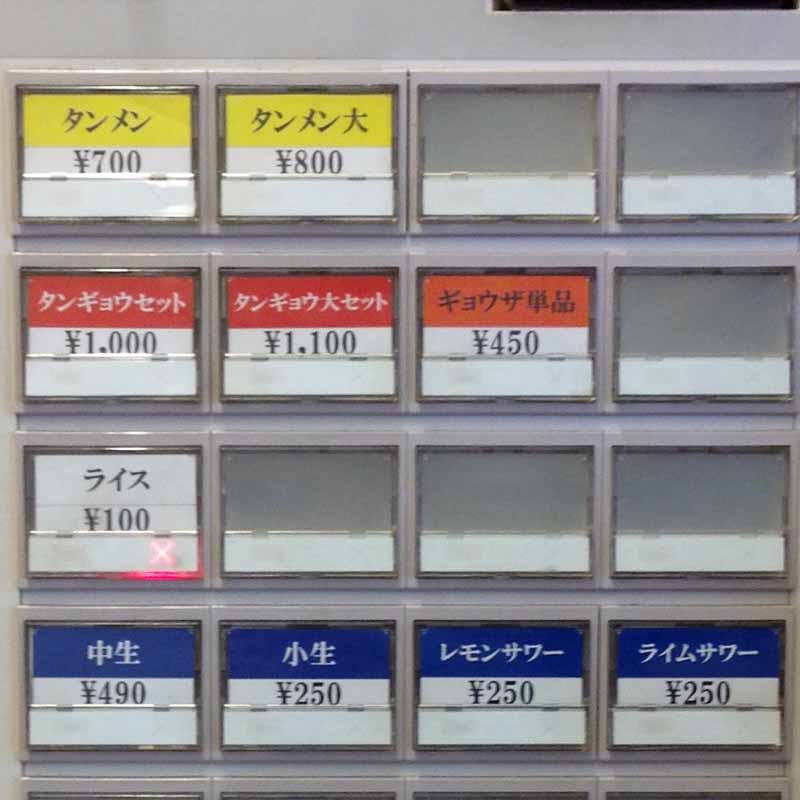 タンメン
¥700
タンメン大
¥800
タンギョウセット
¥1,000
タンギョウ大セット
¥1,100
ギョウザ単品
¥450
ライス
¥100
×
中生
¥490
小生
¥250
レモンサワー
¥250
ライムサワー
¥250